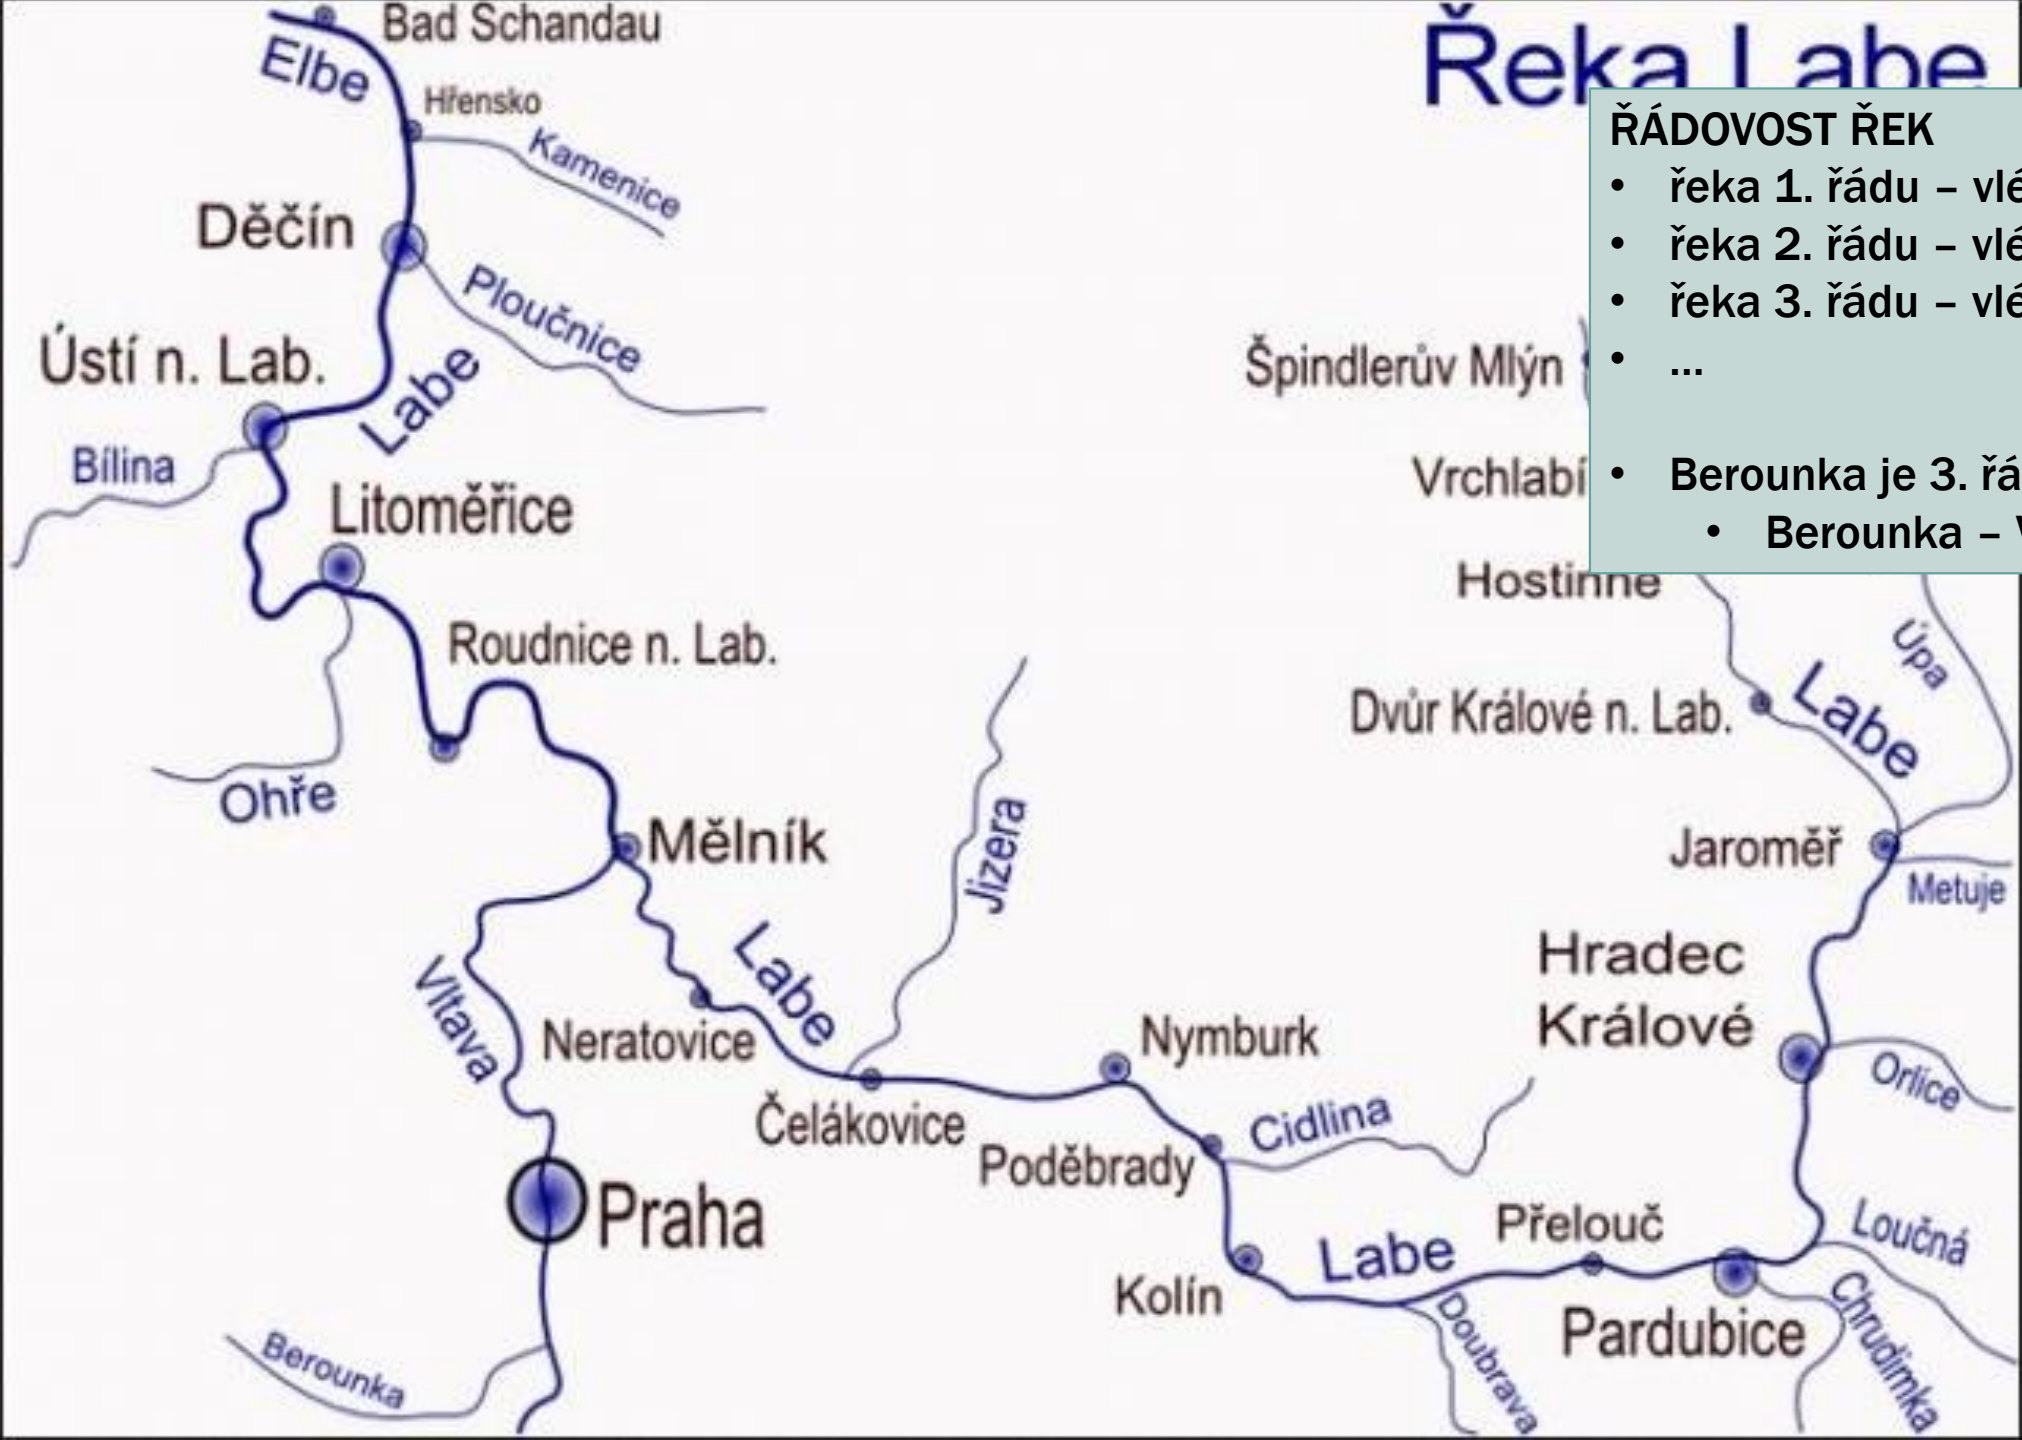 Bad Schandau
Řeka Labe
Elbe
Hřensko
Kamenice
ŘÁDOVOST ŘEK
• řeka 1. řádu – vlé
• řeka 2. řádu – vlé
• řeka 3. řádu – vlé
• ...
• Berounka je 3. řá
• Berounka – V
Děčín
Ploučnice
Ústí n. Lab.
Labe
Špindlerův Mlýn
Bílina
Vrchlabí
Litoměřice
Hostinné
Roudnice n. Lab.
Úpa
Dvůr Králové n. Lab.
Labe
Ohře
Mělník
Jizera
Jaroměř
Metuje
Hradec
Králové
Vltava
Labe
Neratovice
Nymburk
Orlice
Čelákovice
Cidlina
Poděbrady
Praha
Přelouč
Loučná
Labe
Kolín
Pardubice
Chrudimka
Doubrava
Berounka